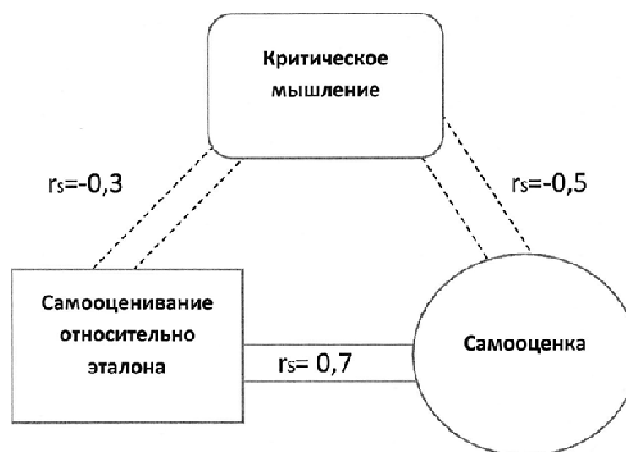 Критическое
мышление
rs=-0,3
rs=-0,5
Самооценивание
относительно
эталона
rs= 0,7
Самооценка